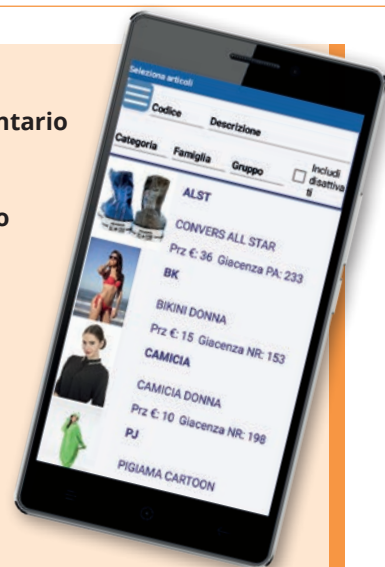 ntario
o
Seleziona articoli
Codice Descrizione
Categoria Famiglia Gruppo Includi
disattiva
ti
ALST
CONVERS ALL STAR
Prz €: 36 Giacenza PA: 233
BK
BIKINI DONNA
Prz €: 15 Giacenza NR: 153
CAMICIA
CAMICIA DONNA
Prz €: 10 Giacenza NR: 198
PJ
PIGIAMA CARTOON